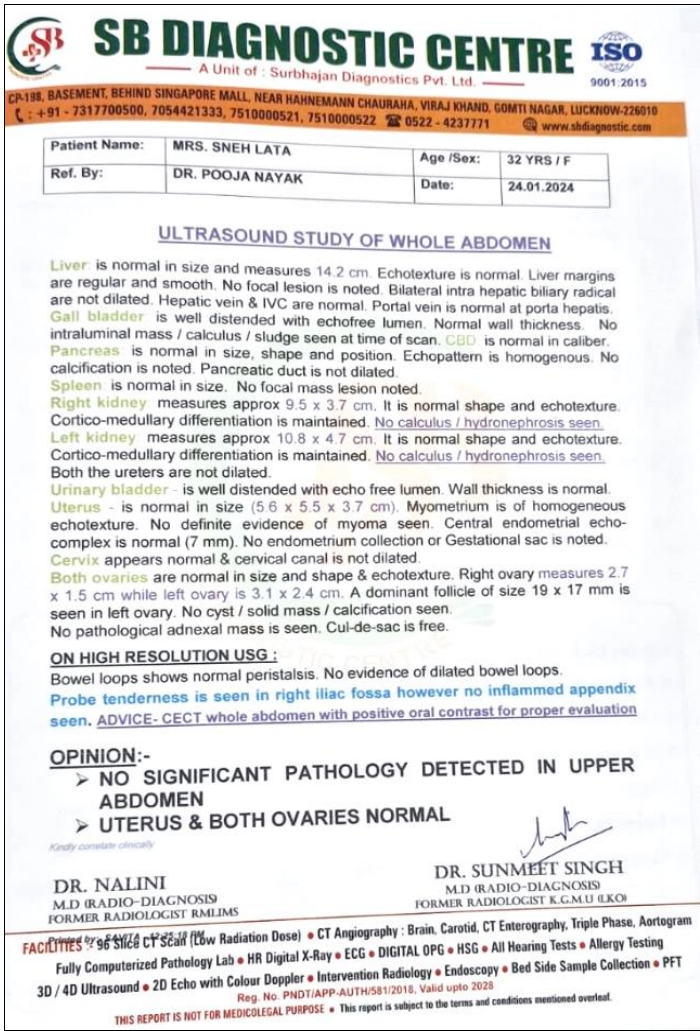 SB
SB DIAGNOSTIC CENTRE
A Unit of : Surbhajan Diagnostics Pvt. Ltd.
ISO
9001:2015
CP-198, BASEMENT, BEHIND SINGAPORE MALL, NEAR HAHNEMANN CHAURAHA, VIRAJ KHAND, GOMTI NAGAR, LUCKNOW-226010
: +91 - 7317700500, 7054421333, 7510000521, 7510000522 0522 - 4237771 www.sbdiagnostic.com
Patient Name: MRS. SNEH LATA Age /Sex: 32 YRS / F
Ref. By: DR. POOJA NAYAK Date: 24.01.2024
ULTRASOUND STUDY OF WHOLE ABDOMEN
Liver: is normal in size and measures 14.2 cm. Echotexture is normal. Liver margins
are regular and smooth. No focal lesion is noted. Bilateral intra hepatic biliary radical
are not dilated. Hepatic vein & IVC are normal. Portal vein is normal at porta hepatis.
Gall bladder: is well distended with echofree lumen. Normal wall thickness. No
intraluminal mass / calculus / sludge seen at time of scan. CBD is normal in caliber.
Pancreas: is normal in size, shape and position. Echopattern is homogenous. No
calcification is noted. Pancreatic duct is not dilated.
Spleen: is normal in size. No focal mass lesion noted.
Right kidney measures approx 9.5 x 3.7 cm. It is normal shape and echotexture.
Cortico-medullary differentiation is maintained. No calculus / hydronephrosis seen.
Left kidney measures approx 10.8 x 4.7 cm. It is normal shape and echotexture.
Cortico-medullary differentiation is maintained. No calculus / hydronephrosis seen.
Both the ureters are not dilated.
Urinary bladder - is well distended with echo free lumen. Wall thickness is normal.
Uterus - is normal in size (5.6 x 5.5 x 3.7 cm). Myometrium is of homogeneous
echotexture. No definite evidence of myoma seen. Central endometrial echo-
complex is normal (7 mm). No endometrium collection or Gestational sac is noted.
Cervix appears normal & cervical canal is not dilated.
Both ovaries are normal in size and shape & echotexture. Right ovary measures 2.7
x 1.5 cm while left ovary is 3.1 x 2.4 cm. A dominant follicle of size 19 x 17 mm is
seen in left ovary. No cyst / solid mass / calcification seen.
No pathological adnexal mass is seen. Cul-de-sac is free.
ON HIGH RESOLUTION USG :
Bowel loops shows normal peristalsis. No evidence of dilated bowel loops.
Probe tenderness is seen in right iliac fossa however no inflammed appendix
seen. ADVICE- CECT whole abdomen with positive oral contrast for proper evaluation
OPINION:-
➢ NO SIGNIFICANT PATHOLOGY DETECTED IN UPPER
ABDOMEN
➢ UTERUS & BOTH OVARIES NORMAL
Kindly correlate clinically
DR. NALINI DR. SUNMEET SINGH
M.D (RADIO-DIAGNOSIS) M.D (RADIO-DIAGNOSIS)
FORMER RADIOLOGIST RMLIMS FORMER RADIOLOGIST K.G.M.U (LKO)
Printed by: SAVITA
FACILITIES :- 96 Slice CT Scan (Low Radiation Dose) • CT Angiography : Brain, Carotid, CT Enterography, Triple Phase, Aortogram
Fully Computerized Pathology Lab • HR Digital X-Ray • ECG • DIGITAL OPG • HSG • All Hearing Tests • Allergy Testing
3D / 4D Ultrasound • 2D Echo with Colour Doppler • Intervention Radiology • Endoscopy • Bed Side Sample Collection • PFT
Reg. No. PNDT/APP-AUTH/581/2018, Valid upto 2028
THIS REPORT IS NOT FOR MEDICOLEGAL PURPOSE • This report is subject to the terms and conditions mentioned overleaf.